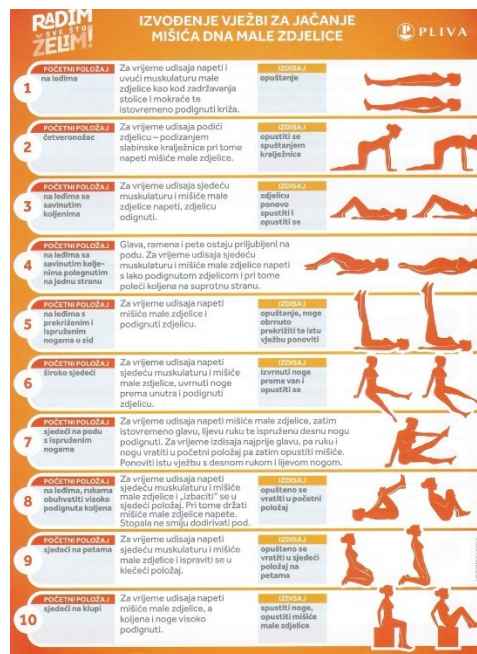 RADIM
SVE ŠTO
ŽELIM!
IZVOĐENJE VJEŽBI ZA JAČANJE
MIŠIĆA DNA MALE ZDJELICE
PLIVA
1
POČETNI POLOŽAJ
na leđima
Za vrijeme udisaja napeti i
uvući muskulaturu male
zdjelice kao kod zadržavanja
stolice i mokraće te
istovremeno podignuti križa.
IZDISAJ
opuštanje
2
POČETNI POLOŽAJ
četveronožac
Za vrijeme udisaja podići
zdjelicu – podizanjem
slabinske kralježnice pri tome
napeti mišiće male zdjelice.
IZDISAJ
opustiti se
spuštanjem
kralježnice
3
POČETNI POLOŽAJ
na leđima sa
savinutim
koljenima
Za vrijeme udisaja sjedeću
muskulaturu i mišiće male
zdjelice napeti, zdjelicu
odignuti.
IZDISAJ
zdjelicu
ponovo
spustiti i
opustiti se
4
POČETNI POLOŽAJ
na leđima sa
savinutim kolje-
nima polegnutim
na jednu stranu
Glava, ramena i pete ostaju priljubljeni na
podu. Za vrijeme udisaja sjedeću
muskulaturu i mišiće male zdjelice napeti
s lako podignutom zdjelicom i pri tome
poleći koljena na suprotnu stranu.
5
POČETNI POLOŽAJ
na leđima s
prekriženim i
ispruženim
nogama o zid
Za vrijeme udisaja napeti
mišiće male zdjelice i
podignuti zdjelicu.
IZDISAJ
opuštanje, noge
obrnuto
prekrižiti te istu
vježbu ponoviti
6
POČETNI POLOŽAJ
široko sjedeći
Za vrijeme udisaja napeti
sjedeću muskulaturu i mišiće
male zdjelice, uvrnuti noge
prema unutra i podignuti
zdjelicu.
IZDISAJ
izvrnuti noge
prema van i
opustiti se
7
POČETNI POLOŽAJ
sjedeći na podu
s ispruženim
nogama
Za vrijeme udisaja napeti mišiće male zdjelice, zatim
istovremeno glavu, lijevu ruku te ispruženu desnu nogu
podignuti. Za vrijeme izdisaja najprije glavu, pa ruku i
nogu vratiti u početni položaj pa zatim opustiti mišiće.
Ponoviti istu vježbu s desnom rukom i lijevom nogom.
8
POČETNI POLOŽAJ
na leđima, rukama
obuhvatiti visoko
podignuta koljena
Za vrijeme udisaja napeti
sjedeću muskulaturu i mišiće
male zdjelice i „izbaciti" se u
sjedeći položaj. Pri tome držati
mišiće male zdjelice napete.
Stopala ne smiju dodirivati pod.
IZDISAJ
opušteno se
vratiti u početni
položaj
9
POČETNI POLOŽAJ
sjedeći na petama
Za vrijeme udisaja napeti
sjedeću muskulaturu i mišiće
male zdjelice i ispraviti se u
klečeći položaj.
IZDISAJ
opušteno se
vratiti u sjedeći
položaj na
petama
10
POČETNI POLOŽAJ
sjedeći na klupi
Za vrijeme udisaja napeti
mišiće male zdjelice, a
koljena i noge visoko
podignuti.
IZDISAJ
spustiti noge,
opustiti mišiće
male zdjelice